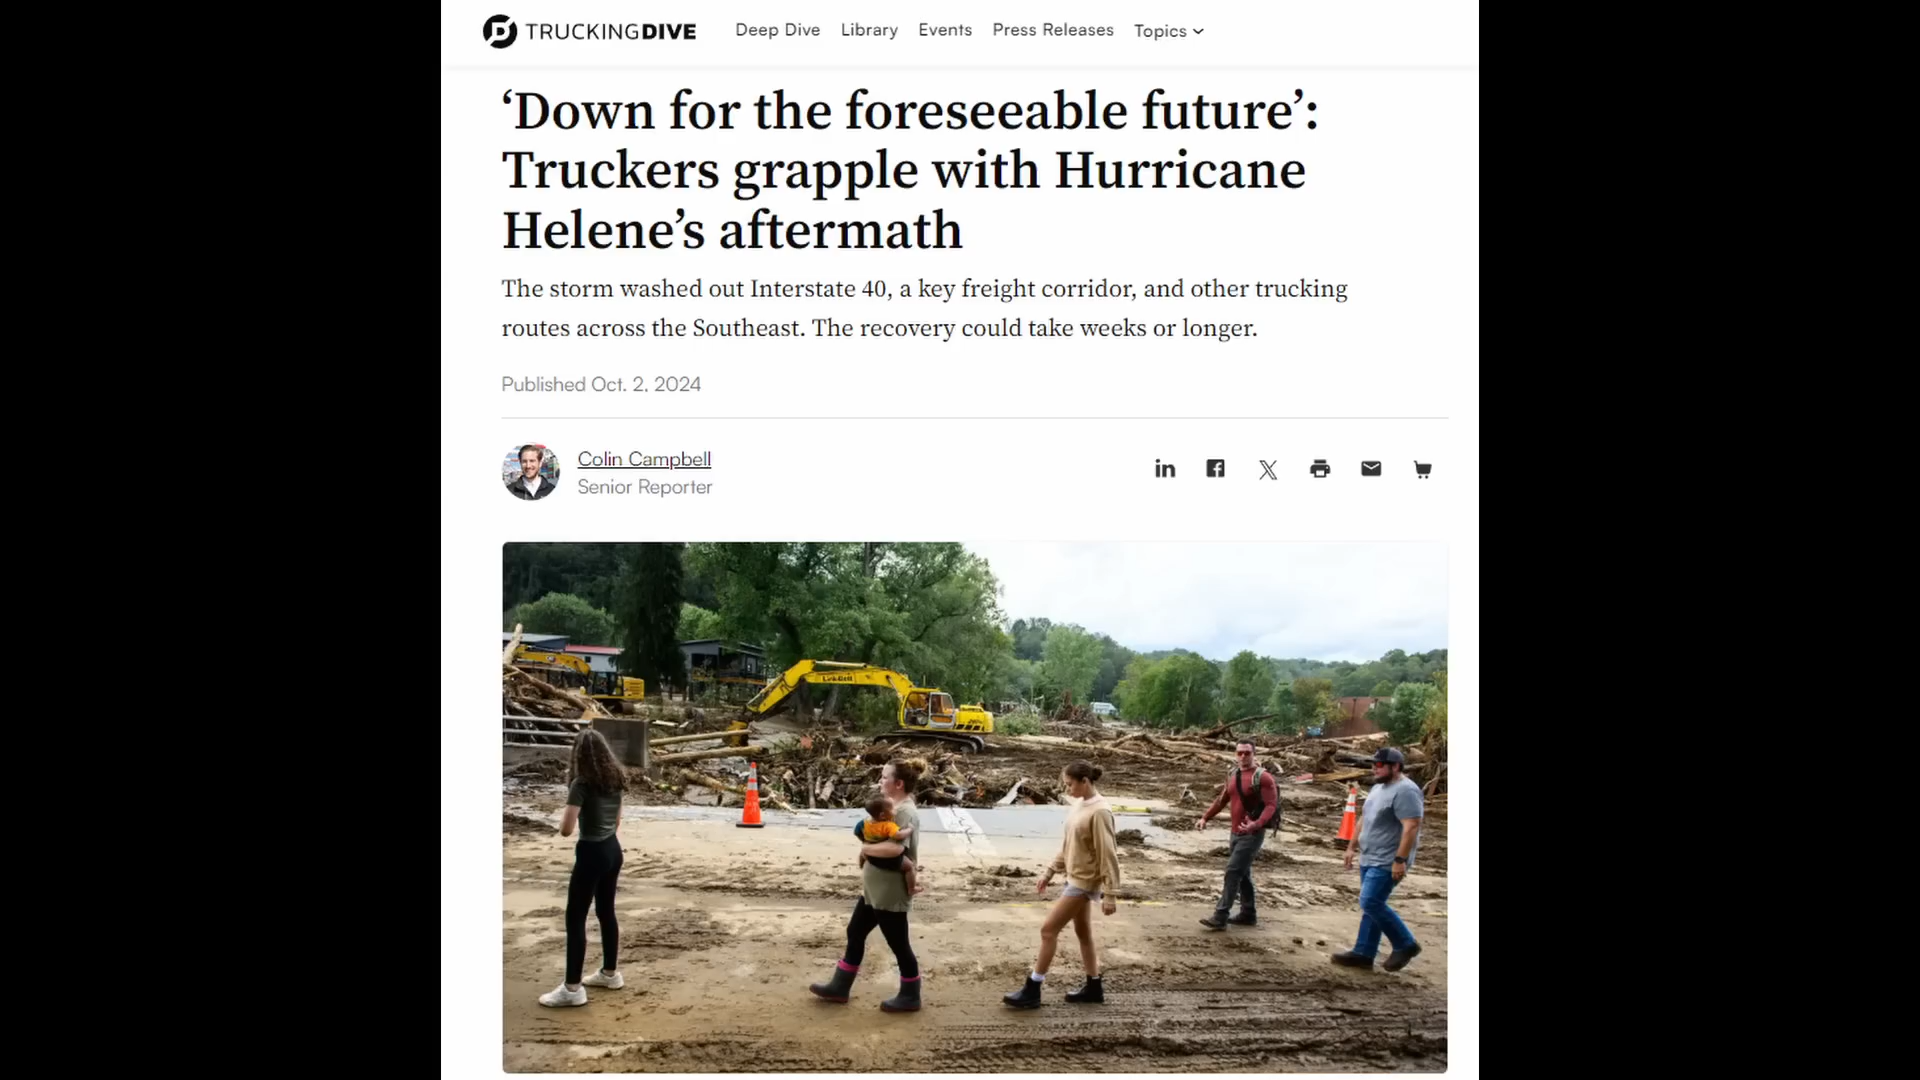 TRUCKINGDIVE
Deep Dive Library Events Press Releases Topics
‘Down for the foreseeable future’:
Truckers grapple with Hurricane
Helene’s aftermath
The storm washed out Interstate 40, a key freight corridor, and other trucking
routes across the Southeast. The recovery could take weeks or longer.
Published Oct. 2, 2024
Colin Campbell
Senior Reporter
Link-Belt